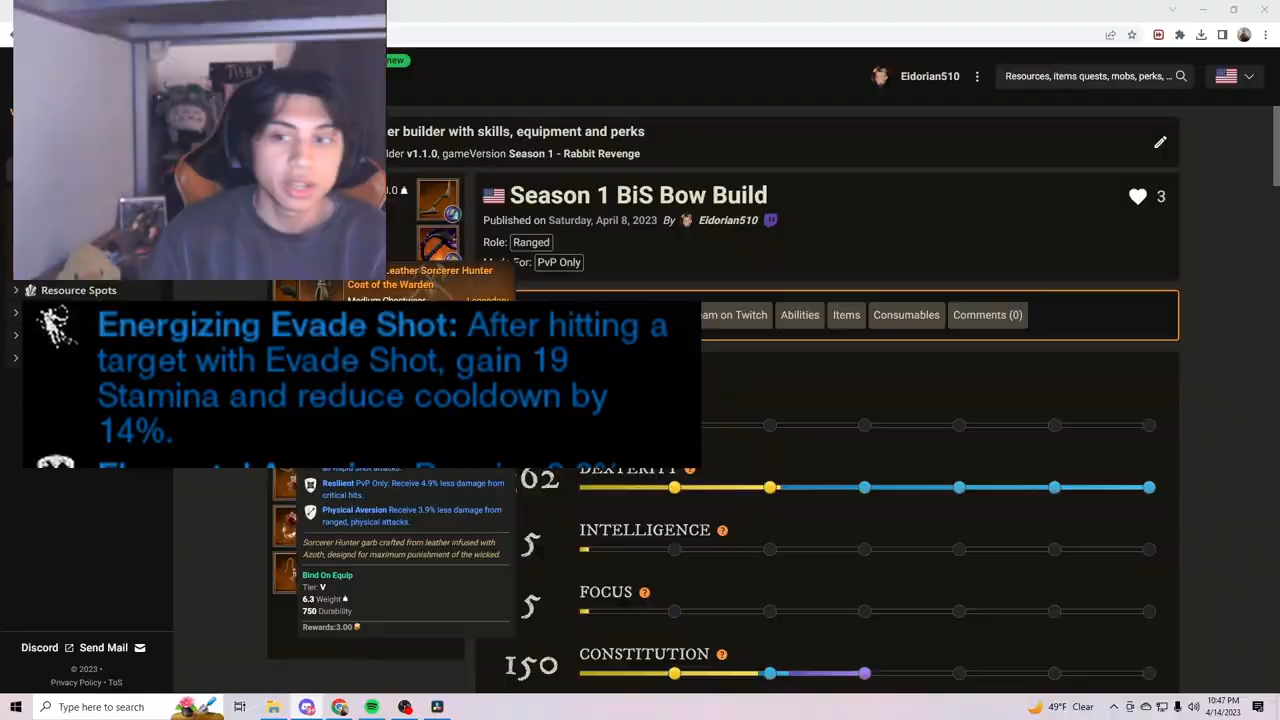 new
Eidorian510
Resources, items quests, mobs, perks, ...
er builder with skills, equipment and perks
lder v1.1.0, gameVersion Season 1 - Rabbit Revenge
Season 1 BiS Bow Build
3
Published on Saturday, April 8, 2023 By Eidorian510
Role: Ranged
For: PvP Only
Leather Sorcerer Hunter
Coat of the Warden
Resource Spots
Energizing Evade Shot: After hitting a
target with Evade Shot, gain 19
Stamina and reduce cooldown by
14%.
am on Twitch
Abilities
Items
Consumables
Comments (0)
all Rapid Shot attacks.
Resilient PvP Only: Receive 4.9% less damage from
critical hits.
Physical Aversion Receive 3.9% less damage from
ranged, physical attacks.
Sorcerer Hunter garb crafted from leather infused with
Azoth, designd for maximum punishment of the wicked.
Bind On Equip
Tier: V
6.3 Weight
750 Durability
Rewards:3.00
DEXTERITY
5 INTELLIGENCE
5 FOCUS
150 CONSTITUTION
Discord Send Mail
© 2023 •
Privacy Policy • ToS
Type here to search
49°F Clear
10:47 PM
4/14/2023